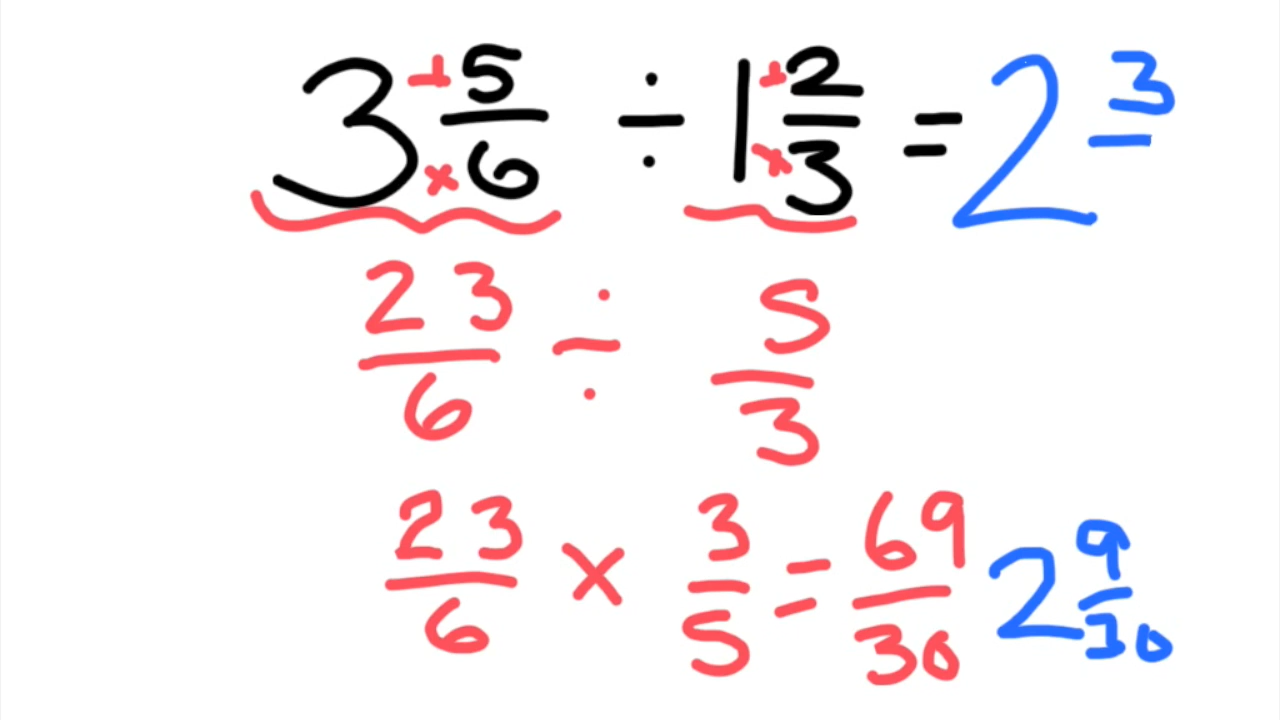 3 + 5/6 × ÷ 1 + 2/3 × = 2 3/
23/6 ÷ 5/3
23/6 × 3/5 = 69/30 2 9/10